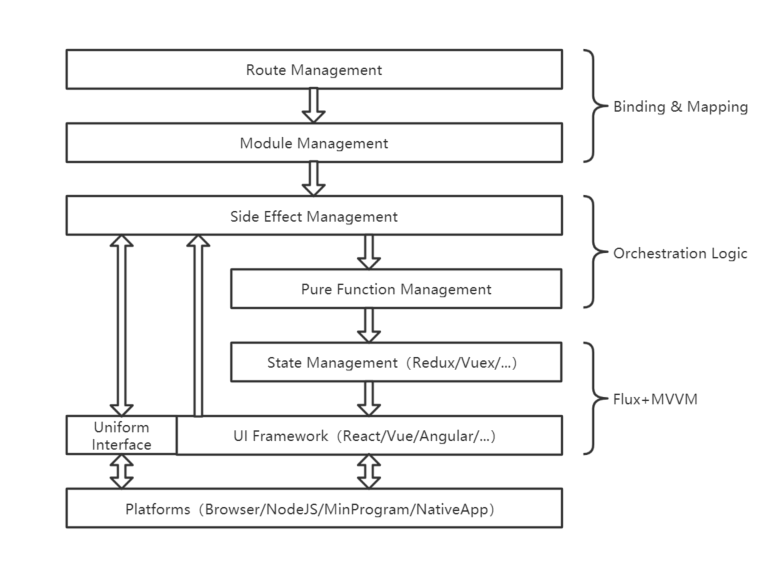 Route Management
Binding & Mapping
Module Management
Side Effect Management
Orchestration Logic
Pure Function Management
State Management（Redux/Vuex/...）
Flux+MVVM
Uniform
Interface
UI Framework（React/Vue/Angular/...）
Platforms（Browser/NodeJS/MinProgram/NativeApp）